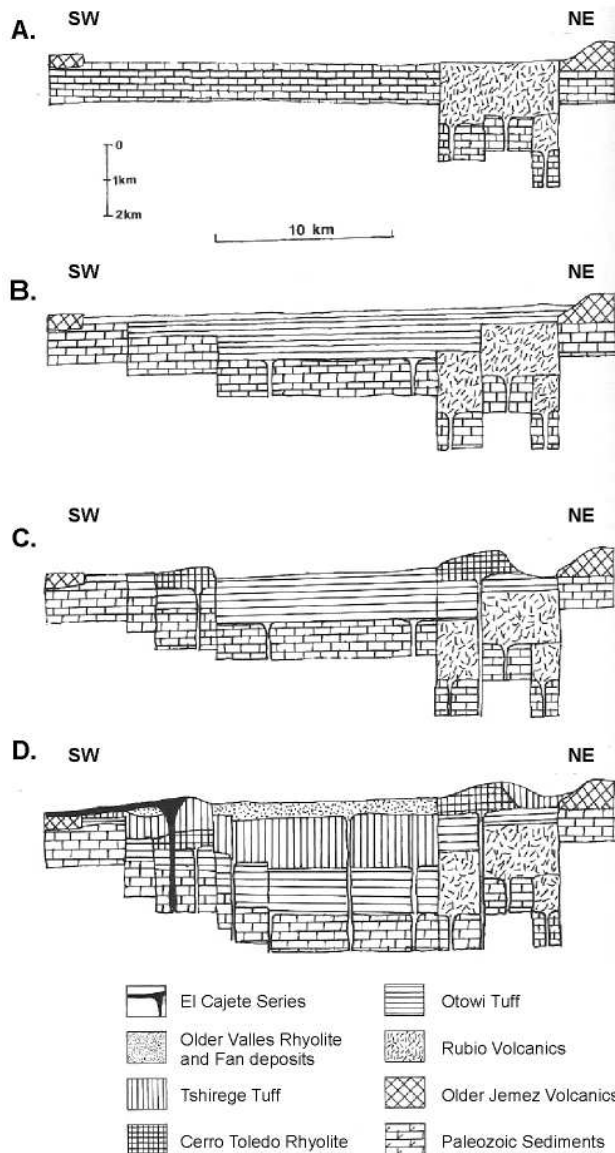 SW NE
A.
0
1km
2km
10 km
SW NE
B.
SW NE
C.
SW NE
D.
El Cajete Series
Otowi Tuff
Older Valles Rhyolite
and Fan deposits
Rubio Volcanics
Tshirege Tuff
Older Jemez Volcanics
Cerro Toledo Rhyolite
Paleozoic Sediments